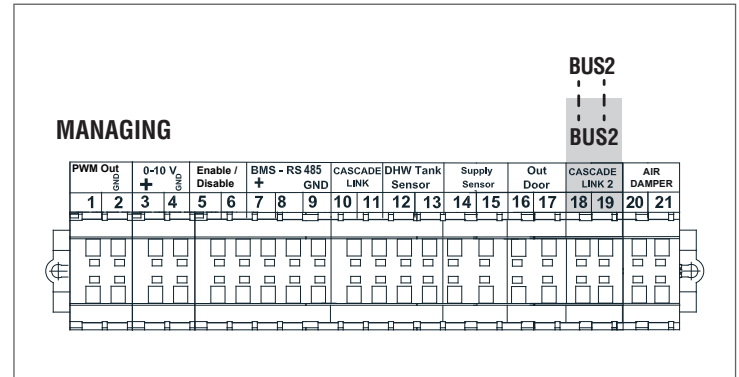 BUS2
BUS2
MANAGING
PWM Out GND 0-10 V + GND Enable / Disable BMS - RS 485 + GND CASCADE LINK DHW Tank Sensor Supply Sensor Out Door CASCADE LINK 2 AIR DAMPER
1 2 3 4 5 6 7 8 9 10 11 12 13 14 15 16 17 18 19 20 21